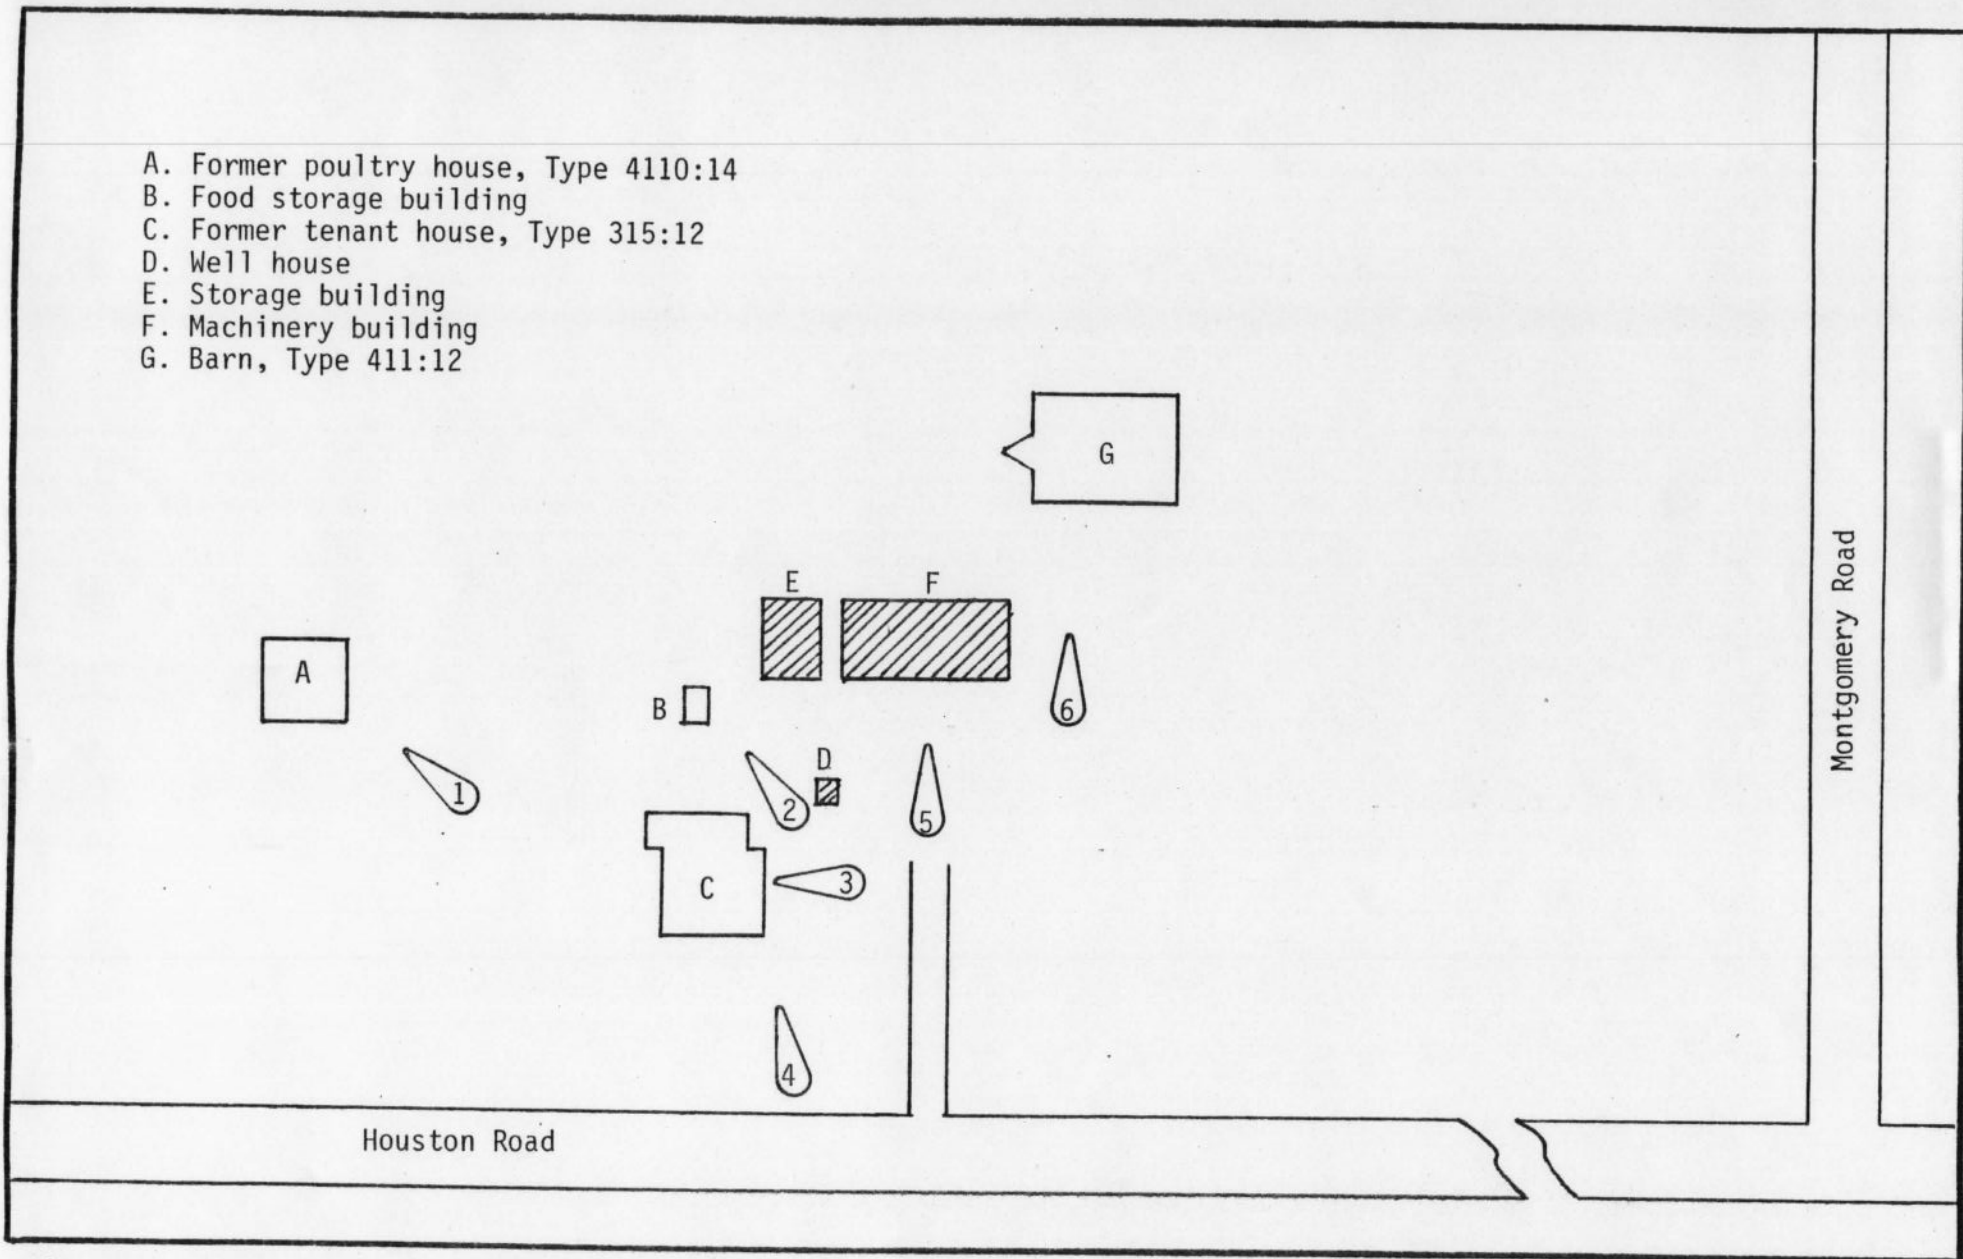 A. Former poultry house, Type 4110:14
B. Food storage building
C. Former tenant house, Type 315:12
D. Well house
E. Storage building
F. Machinery building
G. Barn, Type 411:12
G
E
F
A
B
6
D
1
2
5
C
3
4
Montgomery Road
Houston Road